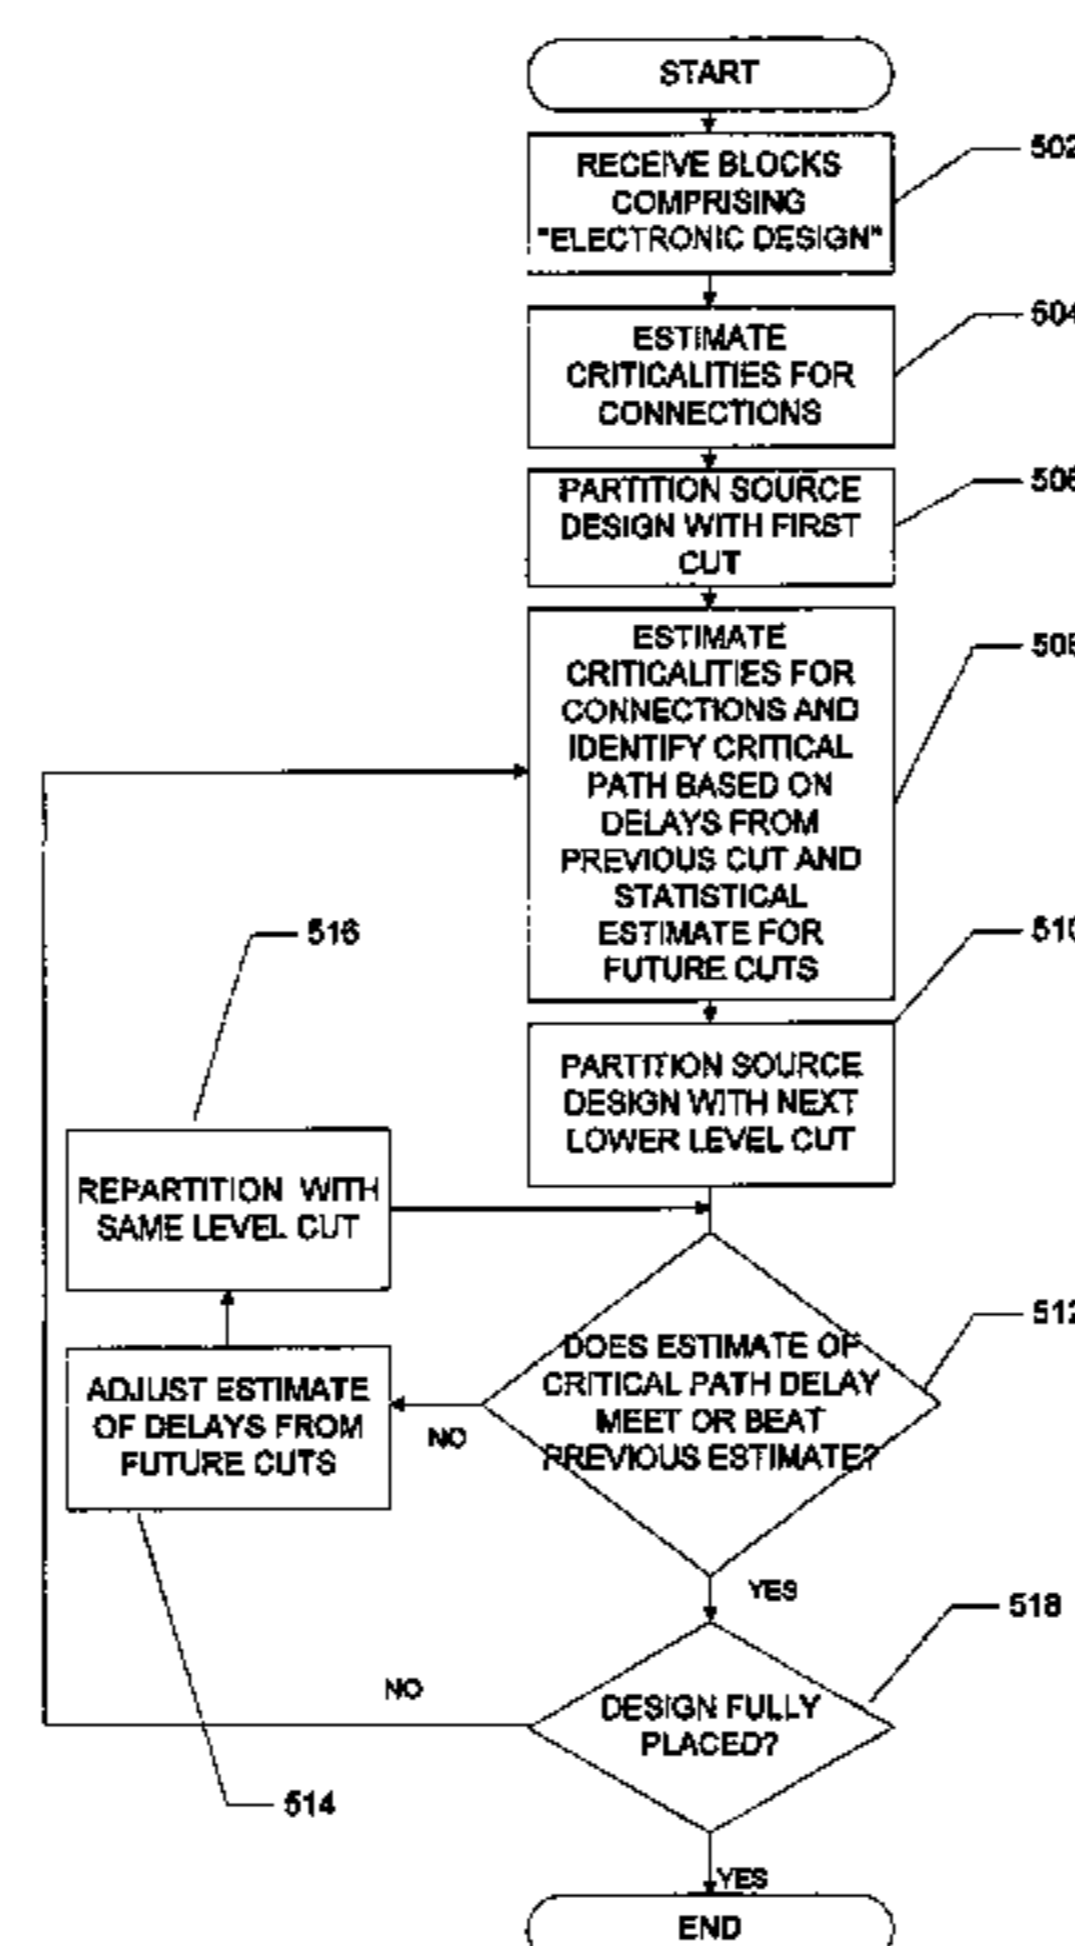 START
RECEIVE BLOCKS
COMPRISING
"ELECTRONIC DESIGN"
502
ESTIMATE
CRITICALITIES FOR
CONNECTIONS
504
PARTITION SOURCE
DESIGN WITH FIRST
CUT
506
ESTIMATE
CRITICALITIES FOR
CONNECTIONS AND
IDENTIFY CRITICAL
PATH BASED ON
DELAYS FROM
PREVIOUS CUT AND
STATISTICAL
ESTIMATE FOR
FUTURE CUTS
508
PARTITION SOURCE
DESIGN WITH NEXT
LOWER LEVEL CUT
510
516
REPARTITION WITH
SAME LEVEL CUT
DOES ESTIMATE OF
CRITICAL PATH DELAY
MEET OR BEAT
PREVIOUS ESTIMATE?
512
NO
ADJUST ESTIMATE
OF DELAYS FROM
FUTURE CUTS
514
YES
DESIGN FULLY
PLACED?
518
NO
YES
END